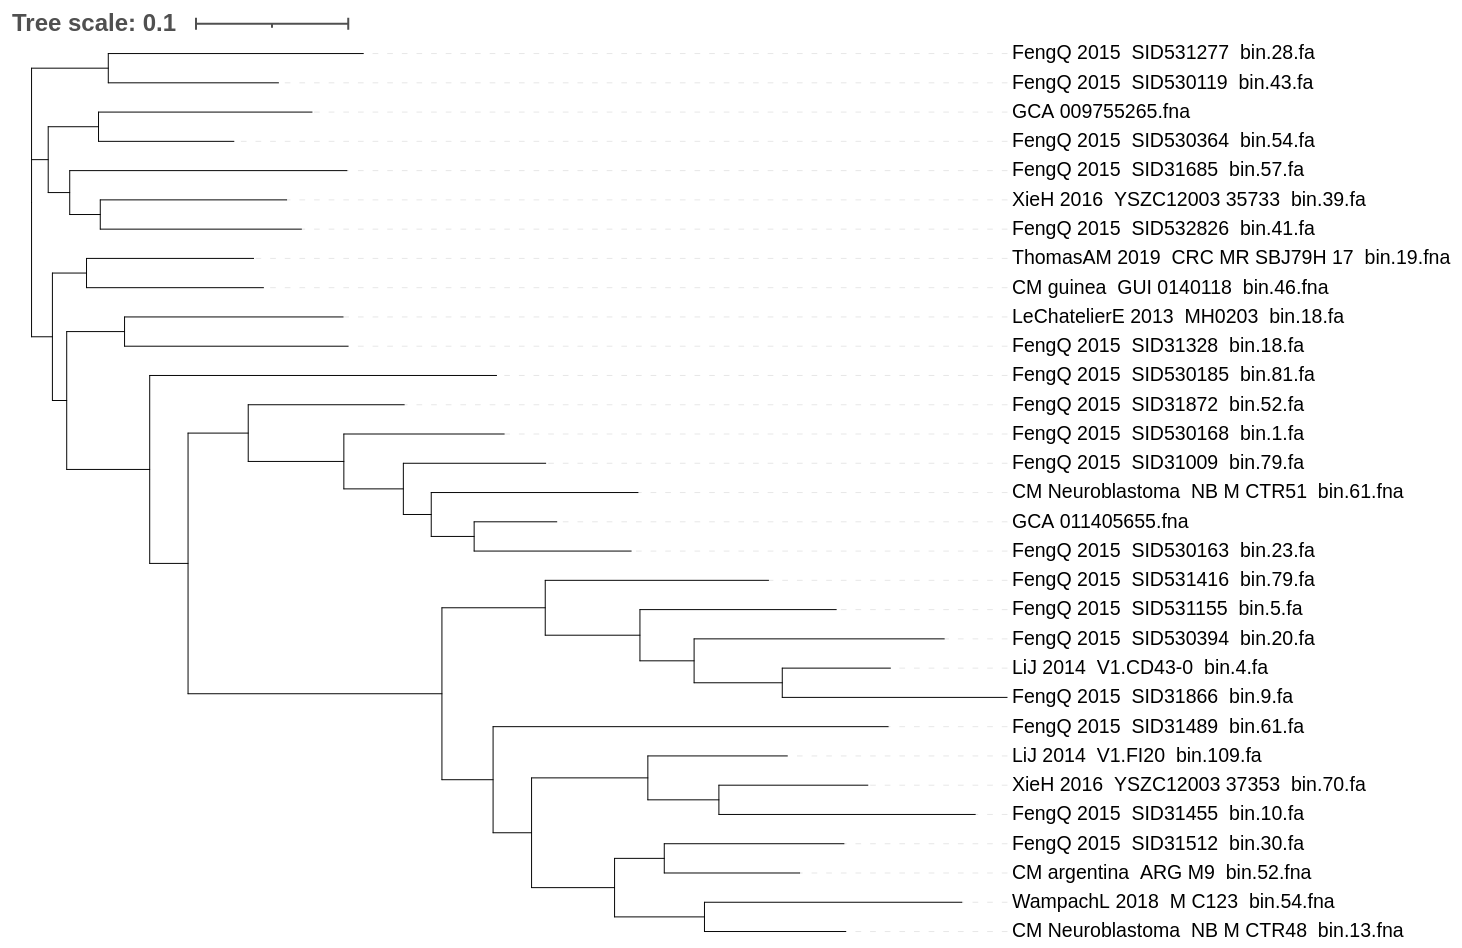 Tree scale: 0.1
FengQ 2015  SID531277  bin.28.fa
FengQ 2015  SID530119  bin.43.fa
GCA 009755265.fna
FengQ 2015  SID530364  bin.54.fa
FengQ 2015  SID31685  bin.57.fa
XieH 2016  YSZC12003 35733  bin.39.fa
FengQ 2015  SID532826  bin.41.fa
ThomasAM 2019  CRC MR SBJ79H 17  bin.19.fna
CM guinea  GUI 0140118  bin.46.fna
LeChatelierE 2013  MH0203  bin.18.fa
FengQ 2015  SID31328  bin.18.fa
FengQ 2015  SID530185  bin.81.fa
FengQ 2015  SID31872  bin.52.fa
FengQ 2015  SID530168  bin.1.fa
FengQ 2015  SID31009  bin.79.fa
CM Neuroblastoma  NB M CTR51  bin.61.fna
GCA 011405655.fna
FengQ 2015  SID530163  bin.23.fa
FengQ 2015  SID531416  bin.79.fa
FengQ 2015  SID531155  bin.5.fa
FengQ 2015  SID530394  bin.20.fa
LiJ 2014  V1.CD43-0  bin.4.fa
FengQ 2015  SID31866  bin.9.fa
FengQ 2015  SID31489  bin.61.fa
LiJ 2014  V1.FI20  bin.109.fa
XieH 2016  YSZC12003 37353  bin.70.fa
FengQ 2015  SID31455  bin.10.fa
FengQ 2015  SID31512  bin.30.fa
CM argentina  ARG M9  bin.52.fna
WampachL 2018  M C123  bin.54.fna
CM Neuroblastoma  NB M CTR48  bin.13.fna